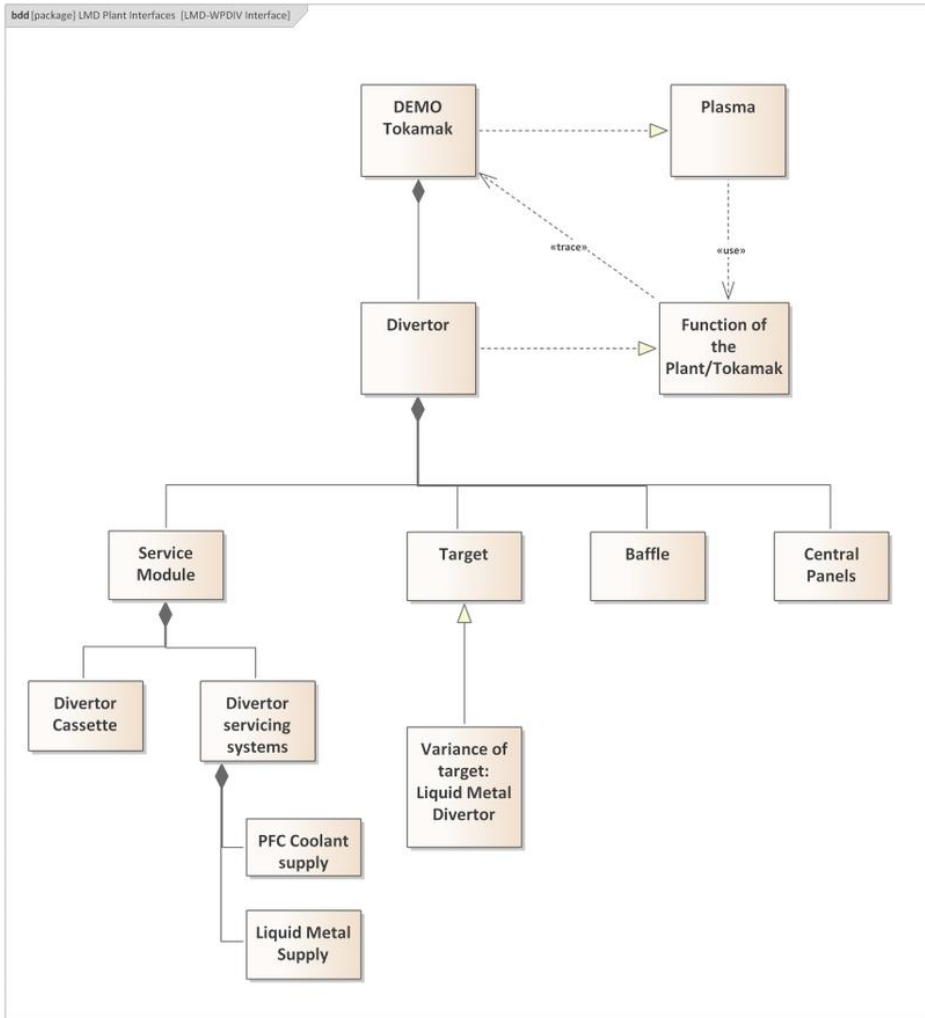 bdd [package] LMD Plant Interfaces [LMD-WPDIV Interface]
DEMO
Tokamak
Plasma
«trace»
«use»
Divertor
Function of
the
Plant/Tokamak
Service
Module
Target
Baffle
Central
Panels
Divertor
Cassette
Divertor
servicing
systems
Variance of
target:
Liquid Metal
Divertor
PFC Coolant
supply
Liquid Metal
Supply